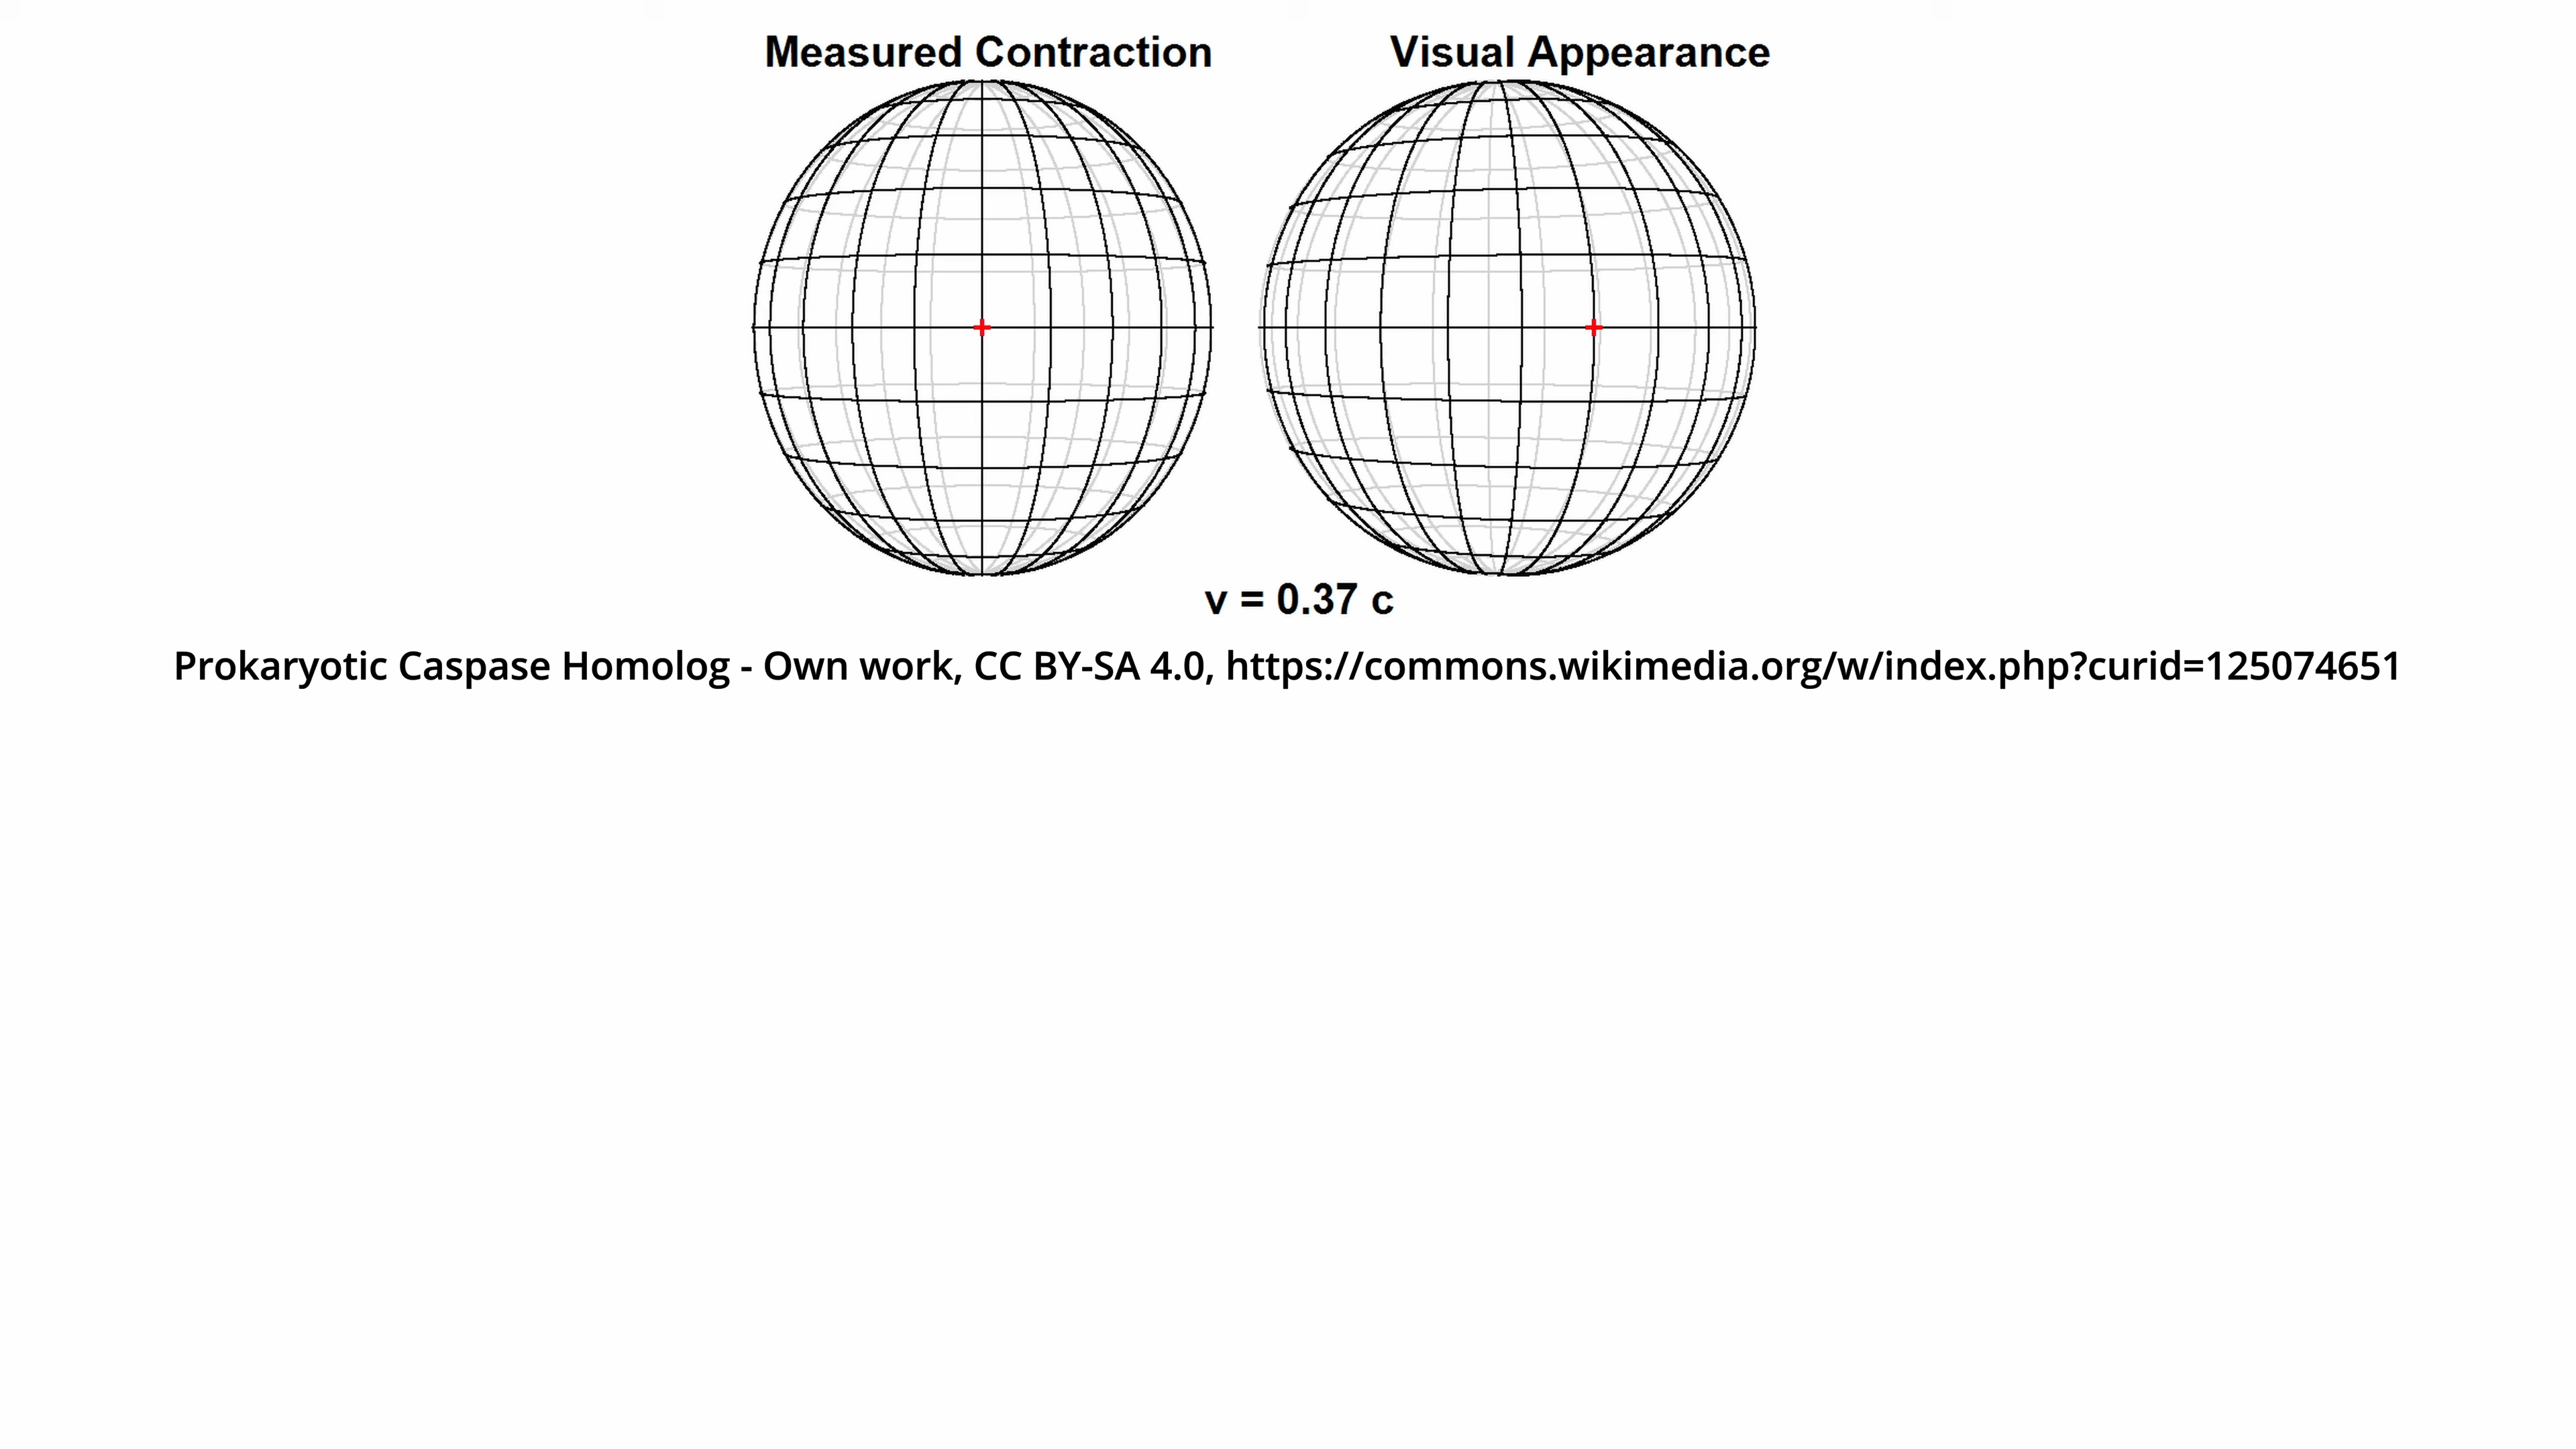 Measured Contraction
Visual Appearance
v = 0.37 c
Prokaryotic Caspase Homolog - Own work, CC BY-SA 4.0, https://commons.wikimedia.org/w/index.php?curid=125074651